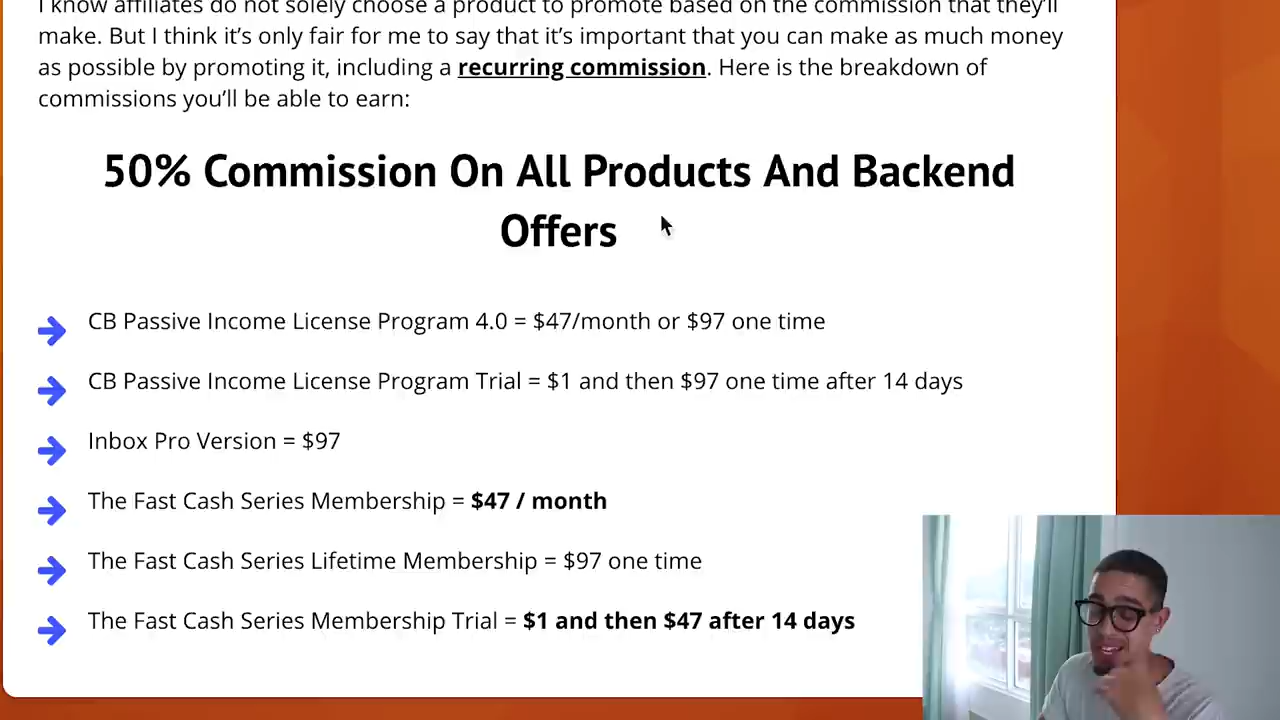 I know affiliates do not solely choose a product to promote based on the commission that they'll
make. But I think it's only fair for me to say that it's important that you can make as much money
as possible by promoting it, including a recurring commission. Here is the breakdown of
commissions you'll be able to earn:
50% Commission On All Products And Backend
Offers
CB Passive Income License Program 4.0 = $47/month or $97 one time
CB Passive Income License Program Trial = $1 and then $97 one time after 14 days
Inbox Pro Version = $97
The Fast Cash Series Membership = $47 / month
The Fast Cash Series Lifetime Membership = $97 one time
The Fast Cash Series Membership Trial = $1 and then $47 after 14 days